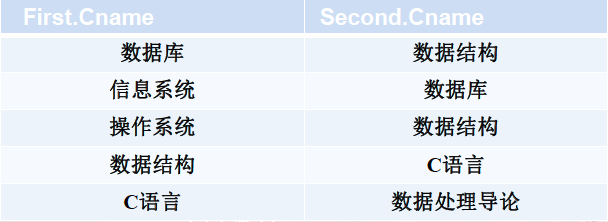 First.Cname Second.Cname
数据库 数据结构
信息系统 数据库
操作系统 数据结构
数据结构 C语言
C语言 数据处理导论